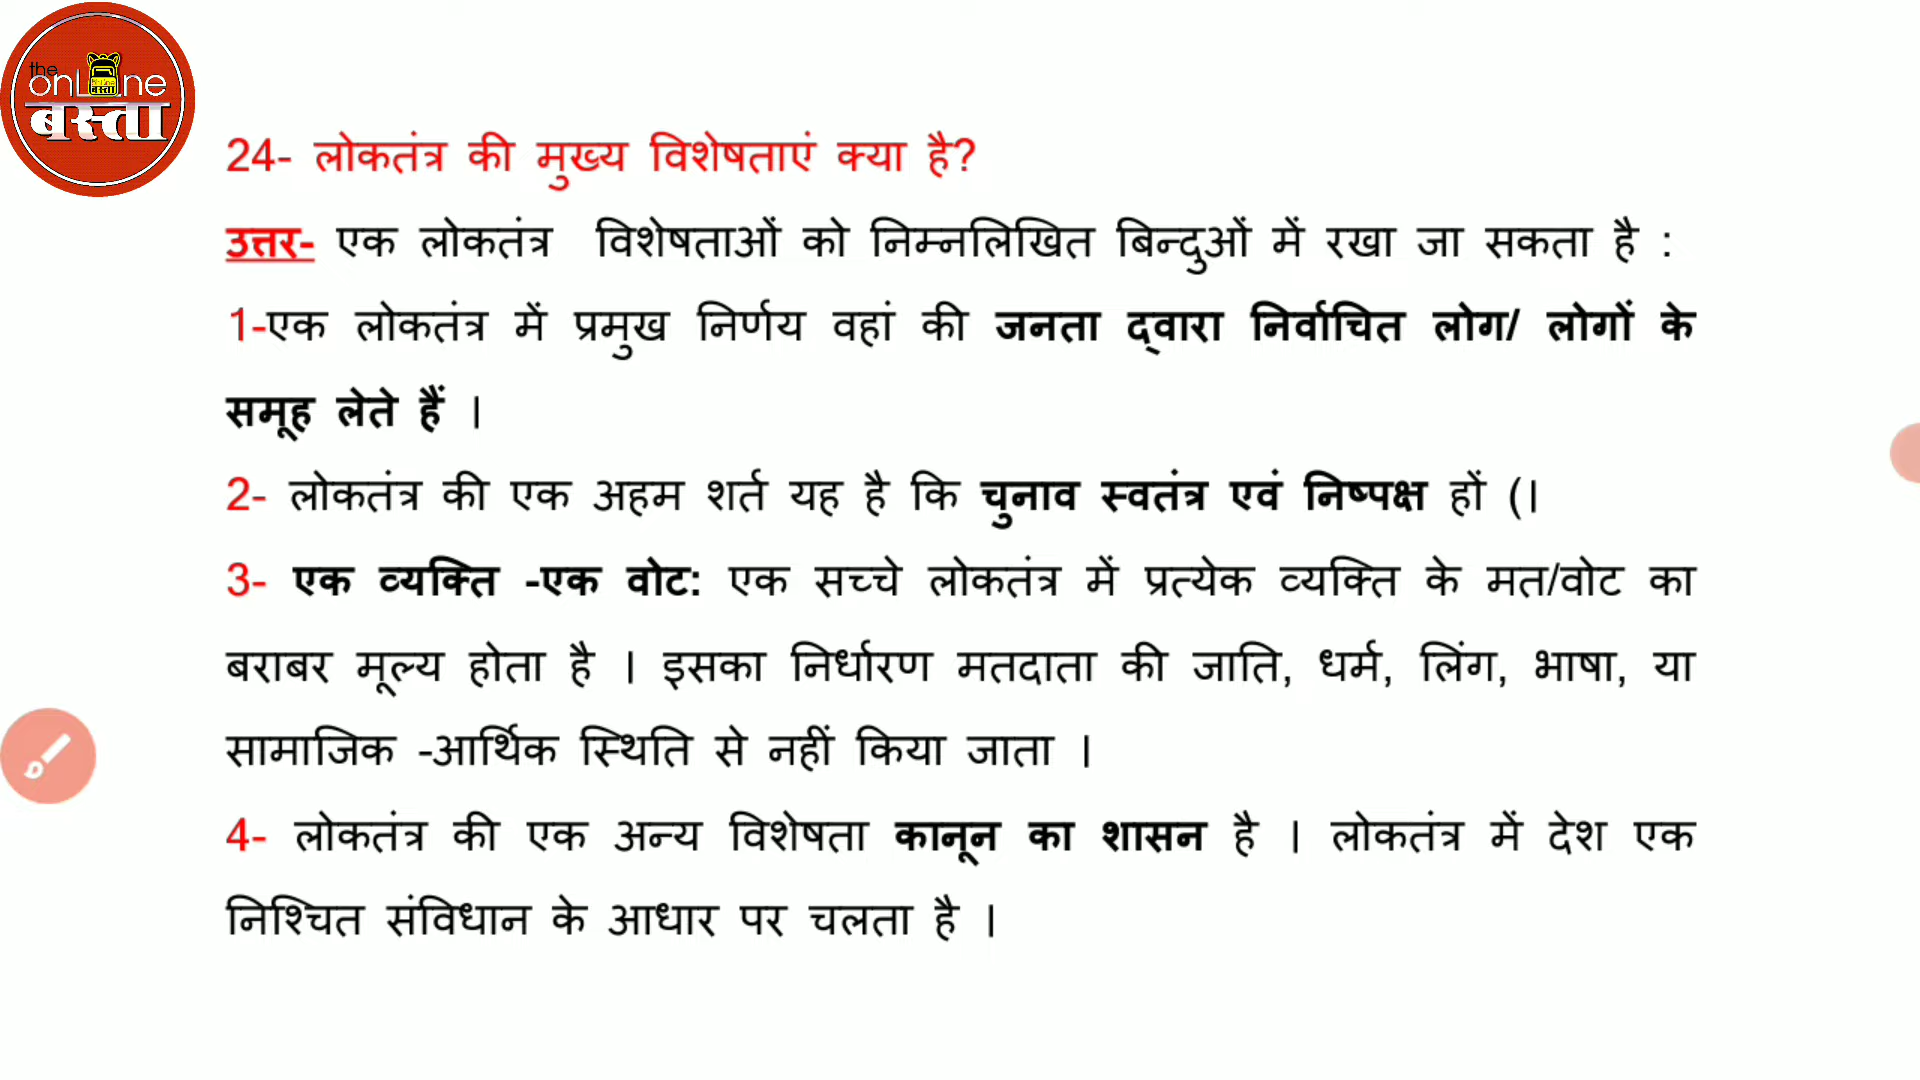 the
onLine
बस्ता
24- लोकतंत्र की मुख्य विशेषताएं क्या है?
उत्तर- एक लोकतंत्र विशेषताओं को निम्नलिखित बिन्दुओं में रखा जा सकता है :
1-एक लोकतंत्र में प्रमुख निर्णय वहां की जनता द्वारा निर्वाचित लोग/ लोगों के
समूह लेते हैं ।
2- लोकतंत्र की एक अहम शर्त यह है कि चुनाव स्वतंत्र एवं निष्पक्ष हों (।
3- एक व्यक्ति -एक वोट: एक सच्चे लोकतंत्र में प्रत्येक व्यक्ति के मत/वोट का
बराबर मूल्य होता है । इसका निर्धारण मतदाता की जाति, धर्म, लिंग, भाषा, या
सामाजिक -आर्थिक स्थिति से नहीं किया जाता ।
4- लोकतंत्र की एक अन्य विशेषता कानून का शासन है । लोकतंत्र में देश एक
निश्चित संविधान के आधार पर चलता है ।